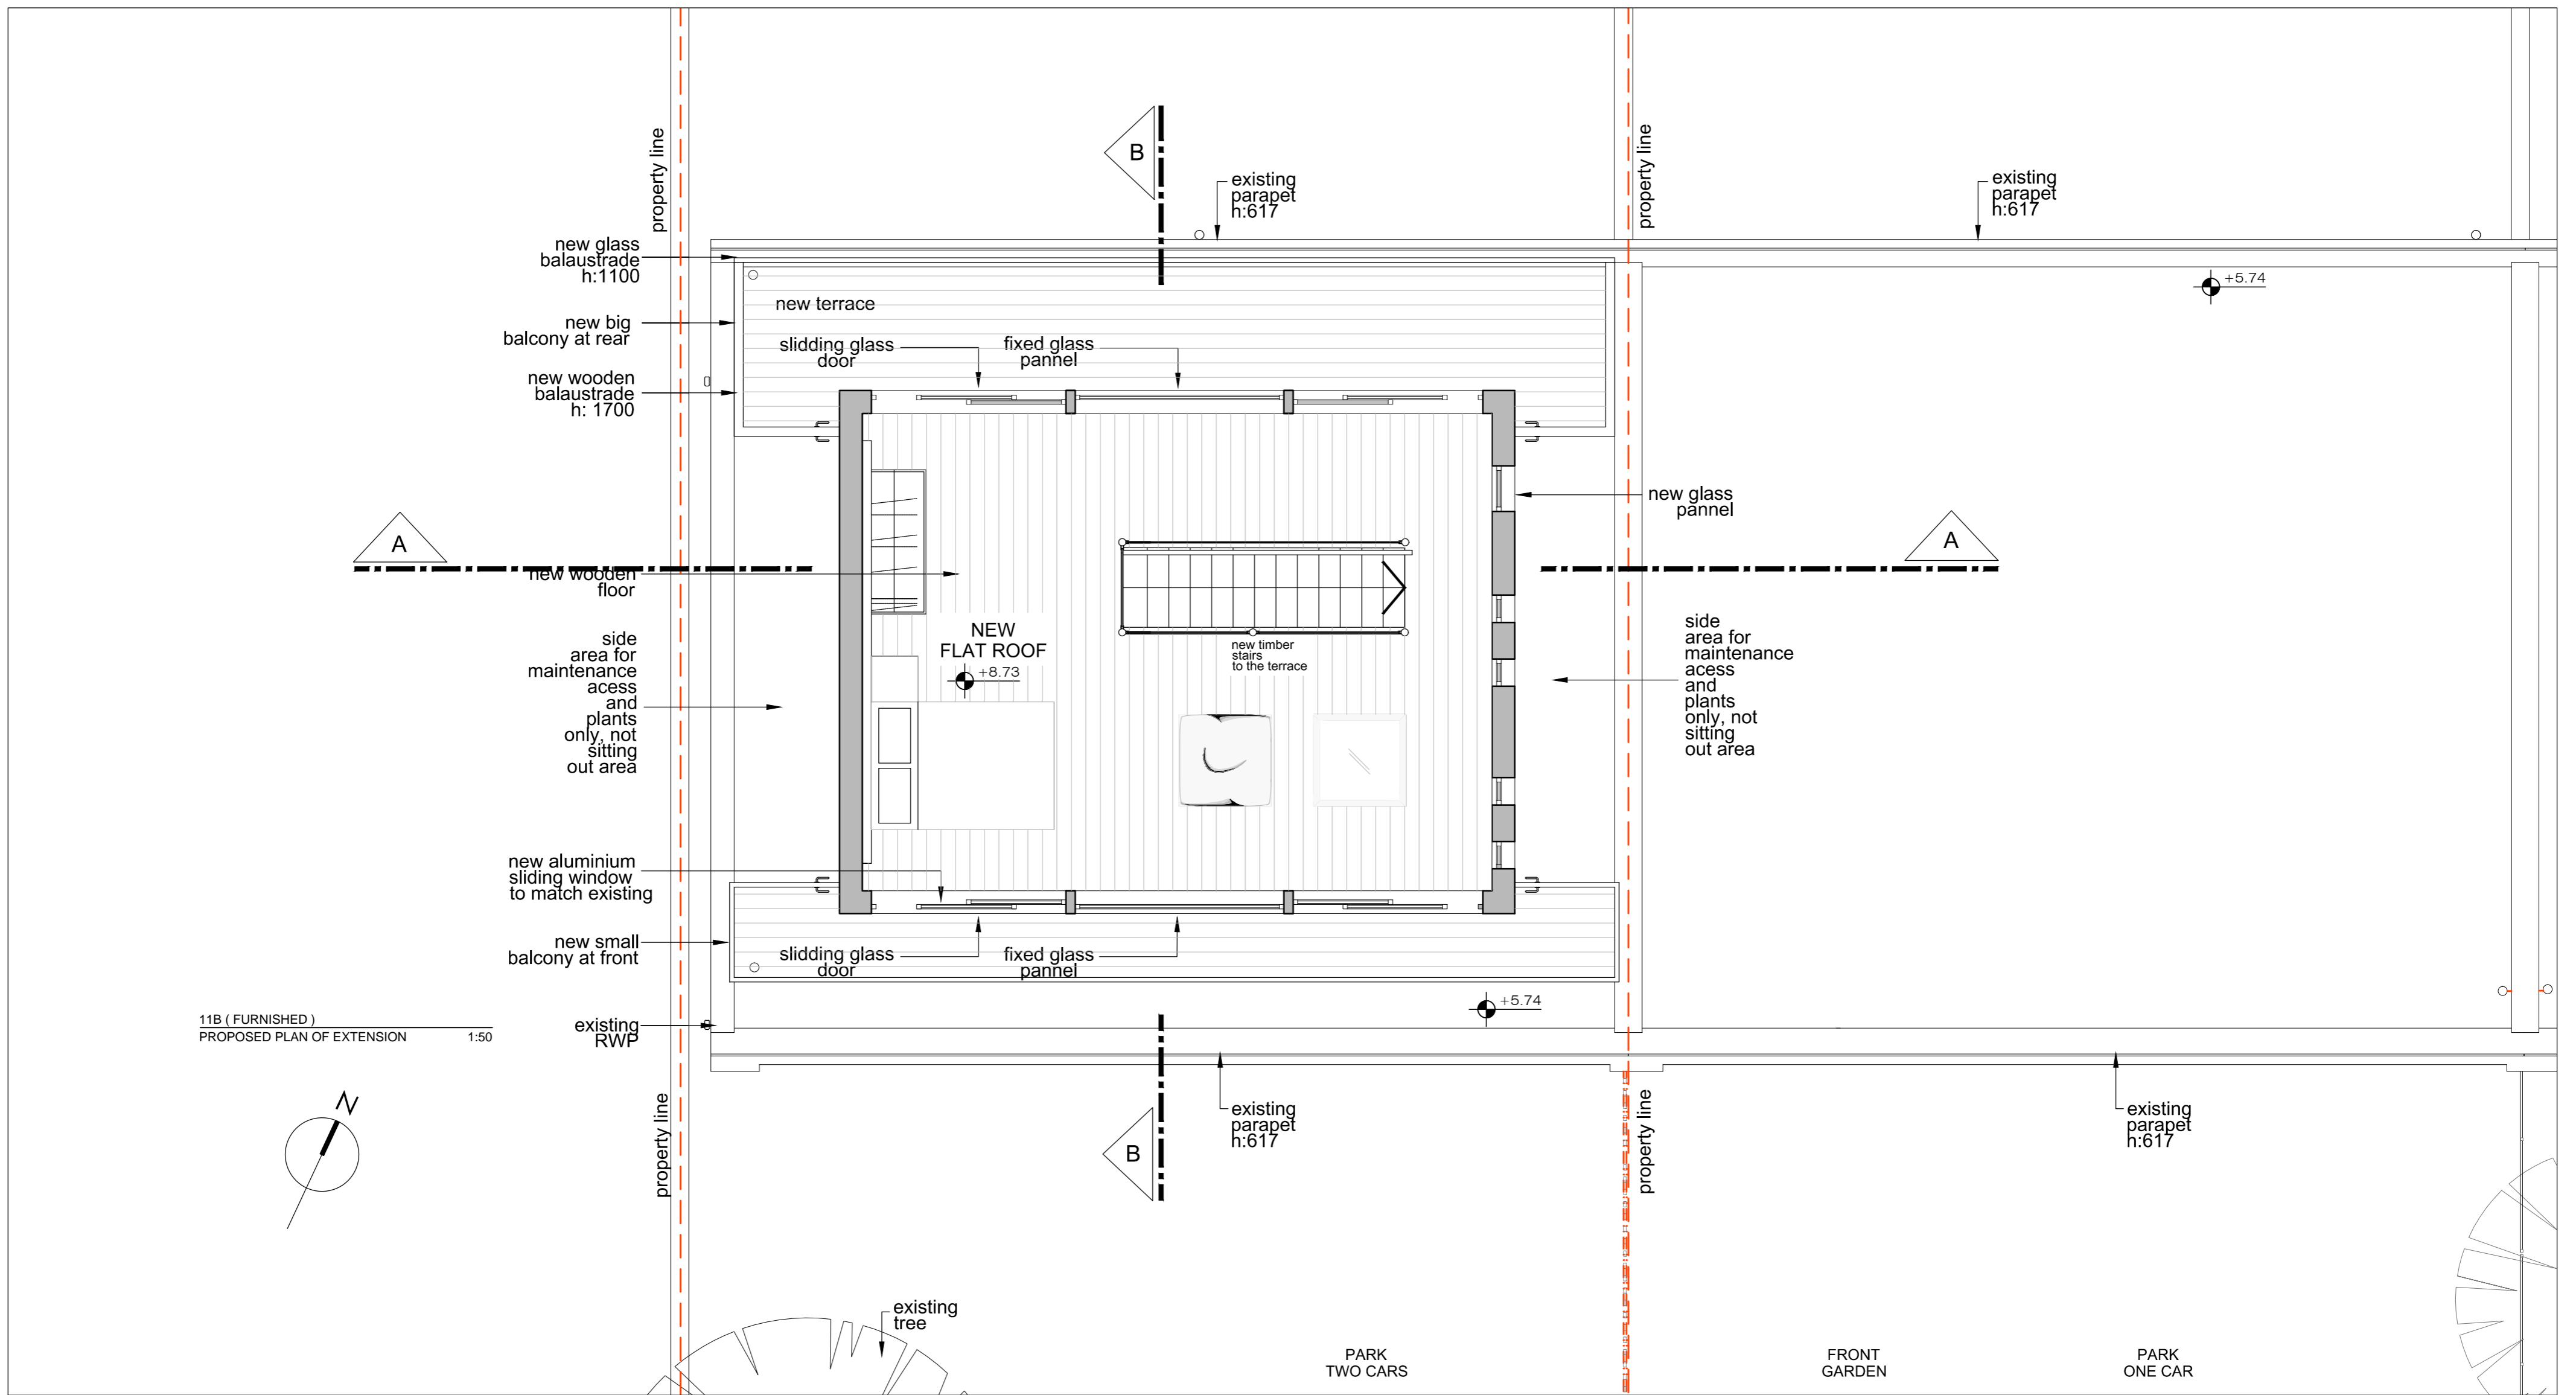 property line
property line
B
existing
parapet
h:617
existing
parapet
h:617
new glass
balaustrade
h:1100
new terrace
+5.74
new big
balcony at rear
slidding glass
door
fixed glass
pannel
new wooden
balaustrade
h: 1700
new glass
pannel
A
A
new wooden
floor
NEW
FLAT ROOF
+8.73
new timber
stairs
to the terrace
side
area for
maintenance
acess
and
plants
only, not
sitting
out area
side
area for
maintenance
acess
and
plants
only, not
sitting
out area
new aluminium
sliding window
to match existing
new small
balcony at front
slidding glass
door
fixed glass
pannel
+5.74
11B ( FURNISHED )
PROPOSED PLAN OF EXTENSION 1:50
existing
RWP
N
property line
property line
B
existing
parapet
h:617
existing
parapet
h:617
existing
tree
PARK
TWO CARS
FRONT
GARDEN
PARK
ONE CAR